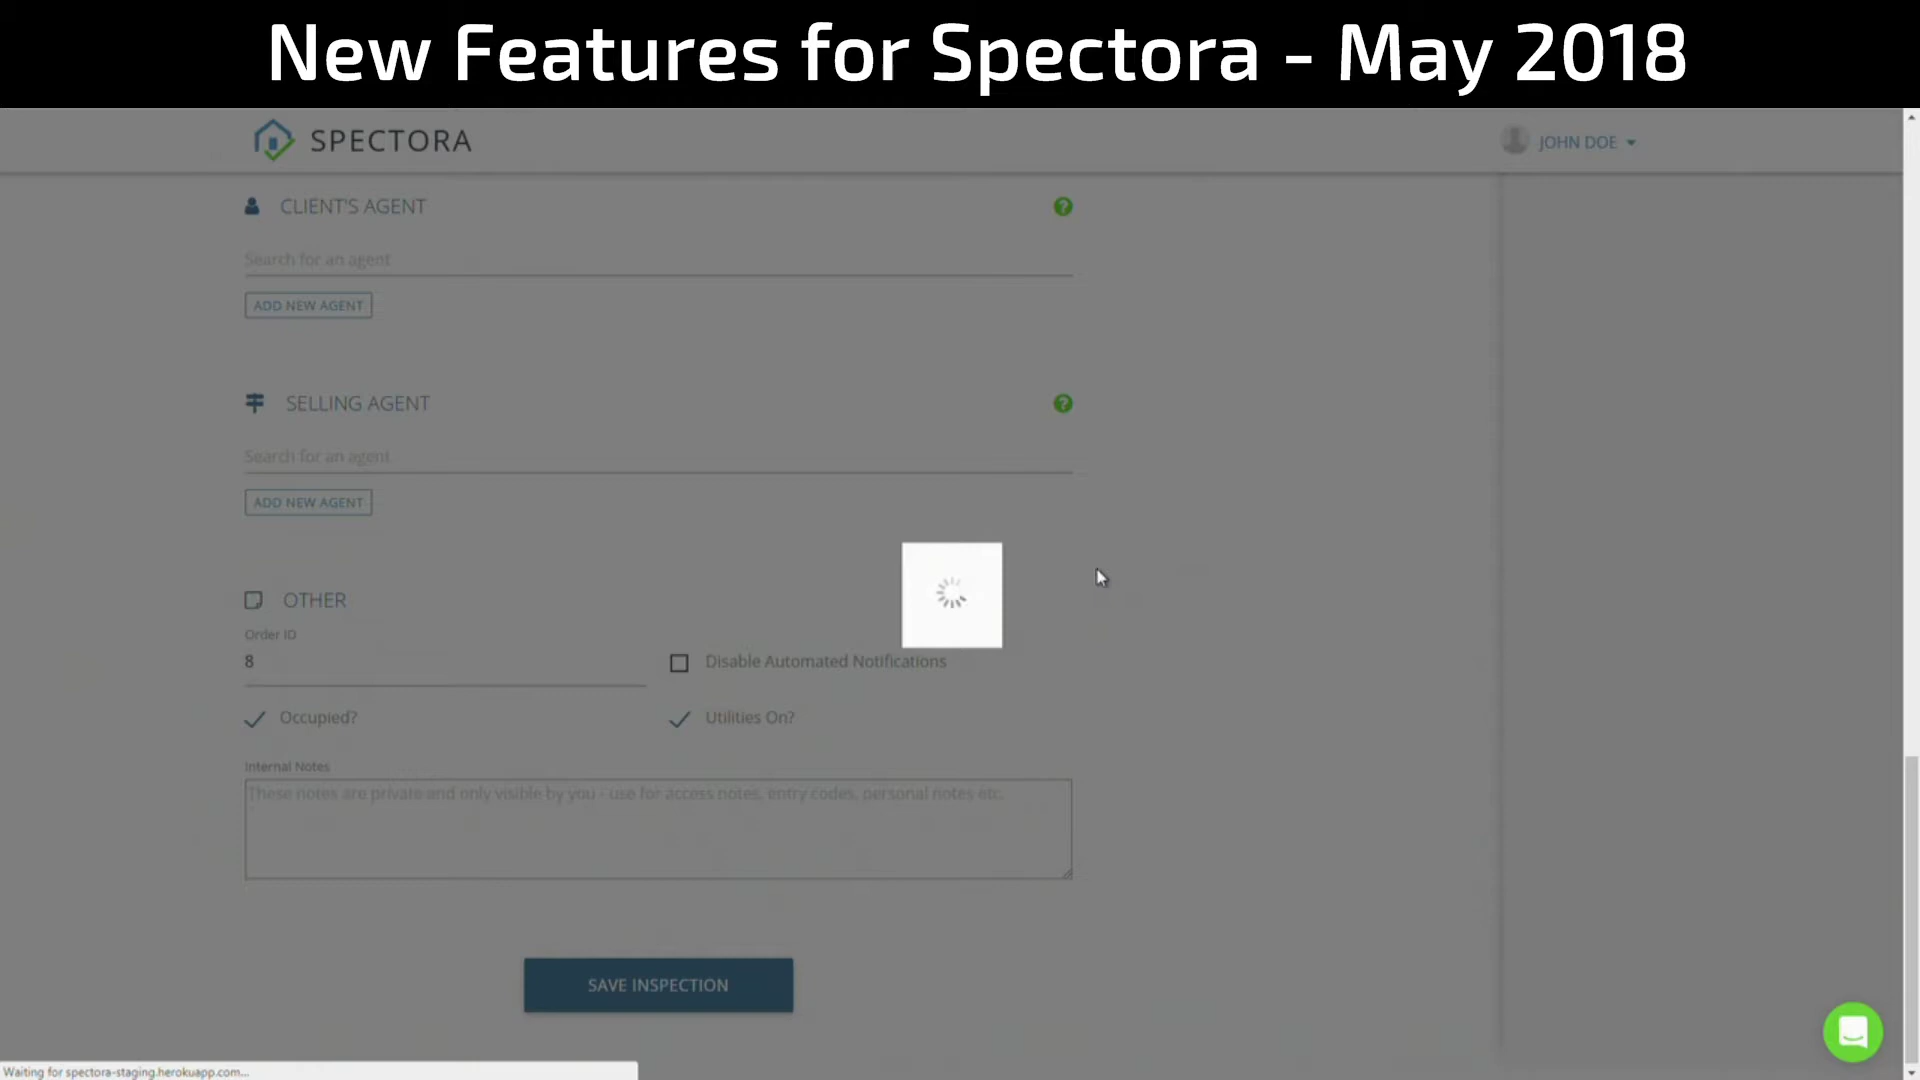 New Features for Spectora - May 2018
SPECTORA
JOHN DOE
CLIENT'S AGENT
?
Search for an agent
ADD NEW AGENT
SELLING AGENT
?
Search for an agent
ADD NEW AGENT
OTHER
Order ID
8
Disable Automated Notifications
Occupied?
Utilities On?
Internal Notes
These notes are private and only visible by you - use for access notes, entry codes, personal notes etc.
SAVE INSPECTION
Waiting for spectora-staging.herokuapp.com...